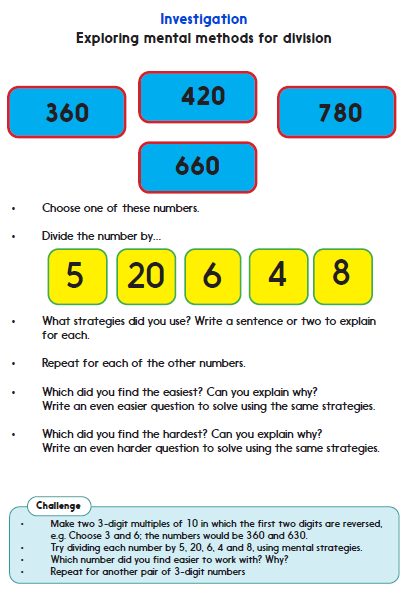 Investigation
Exploring mental methods for division
360
420
780
660
• Choose one of these numbers.
• Divide the number by...
5 20 6 4 8
• What strategies did you use? Write a sentence or two to explain
for each.
• Repeat for each of the other numbers.
• Which did you find the easiest? Can you explain why?
Write an even easier question to solve using the same strategies.
• Which did you find the hardest? Can you explain why?
Write an even harder question to solve using the same strategies.
Challenge
• Make two 3-digit multiples of 10 in which the first two digits are reversed,
e.g. Choose 3 and 6; the numbers would be 360 and 630.
• Try dividing each number by 5, 20, 6, 4 and 8, using mental strategies.
• Which number did you find easier to work with? Why?
• Repeat for another pair of 3-digit numbers